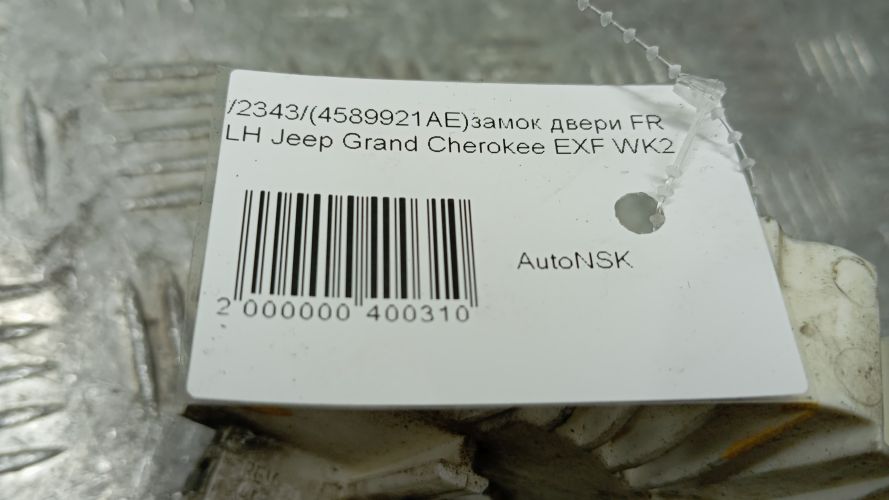 /2343/(4589921AE)замок двери FR
LH Jeep Grand Cherokee EXF WK2
AutoNSK
2 000000 400310